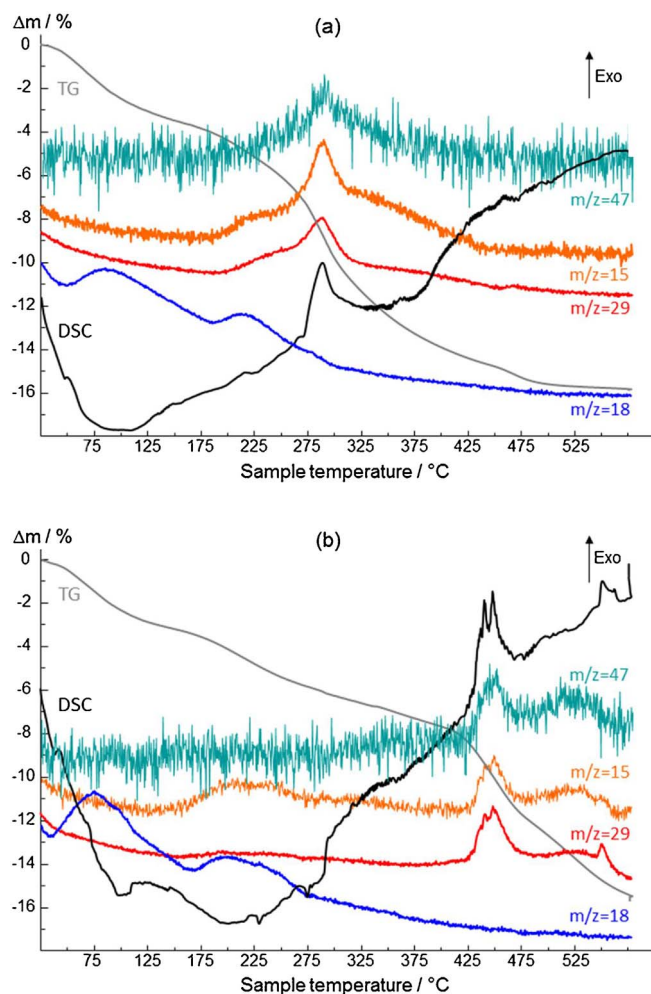 Δm / %
(a)
0
Exo
TG
-2
-4
-6
m/z=47
-8
m/z=15
-10
m/z=29
-12
DSC
-14
-16
m/z=18
75 125 175 225 275 325 375 425 475 525
Sample temperature / °C
Δm / %
(b)
0
Exo
TG
-2
-4
m/z=47
-6
DSC
-8
m/z=15
-10
-12
m/z=29
-14
-16
m/z=18
75 125 175 225 275 325 375 425 475 525
Sample temperature / °C